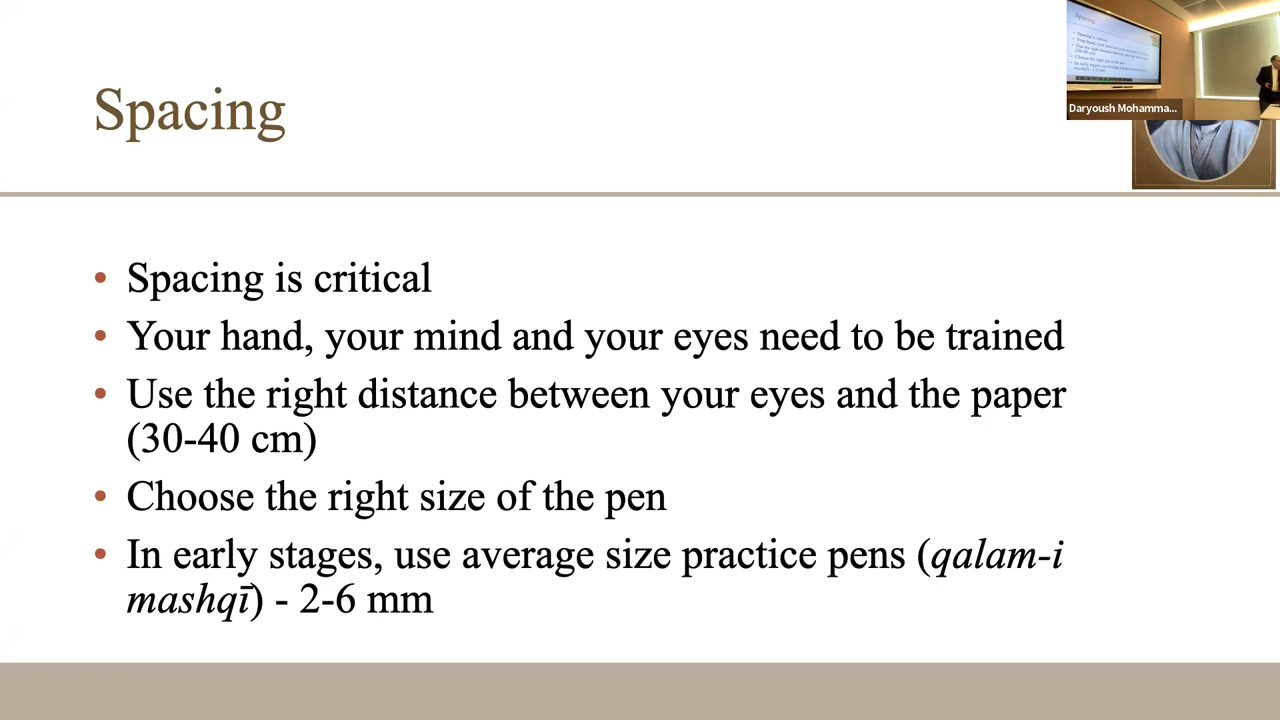 Spacing
• Spacing is critical
• Your hand, your mind and your eyes need to be trained
• Use the right distance between your eyes and the paper
(30-40 cm)
• Choose the right size of the pen
• In early stages, use average size practice pens (qalam-i
mashqī) - 2-6 mm
Daryoush Mohamma...